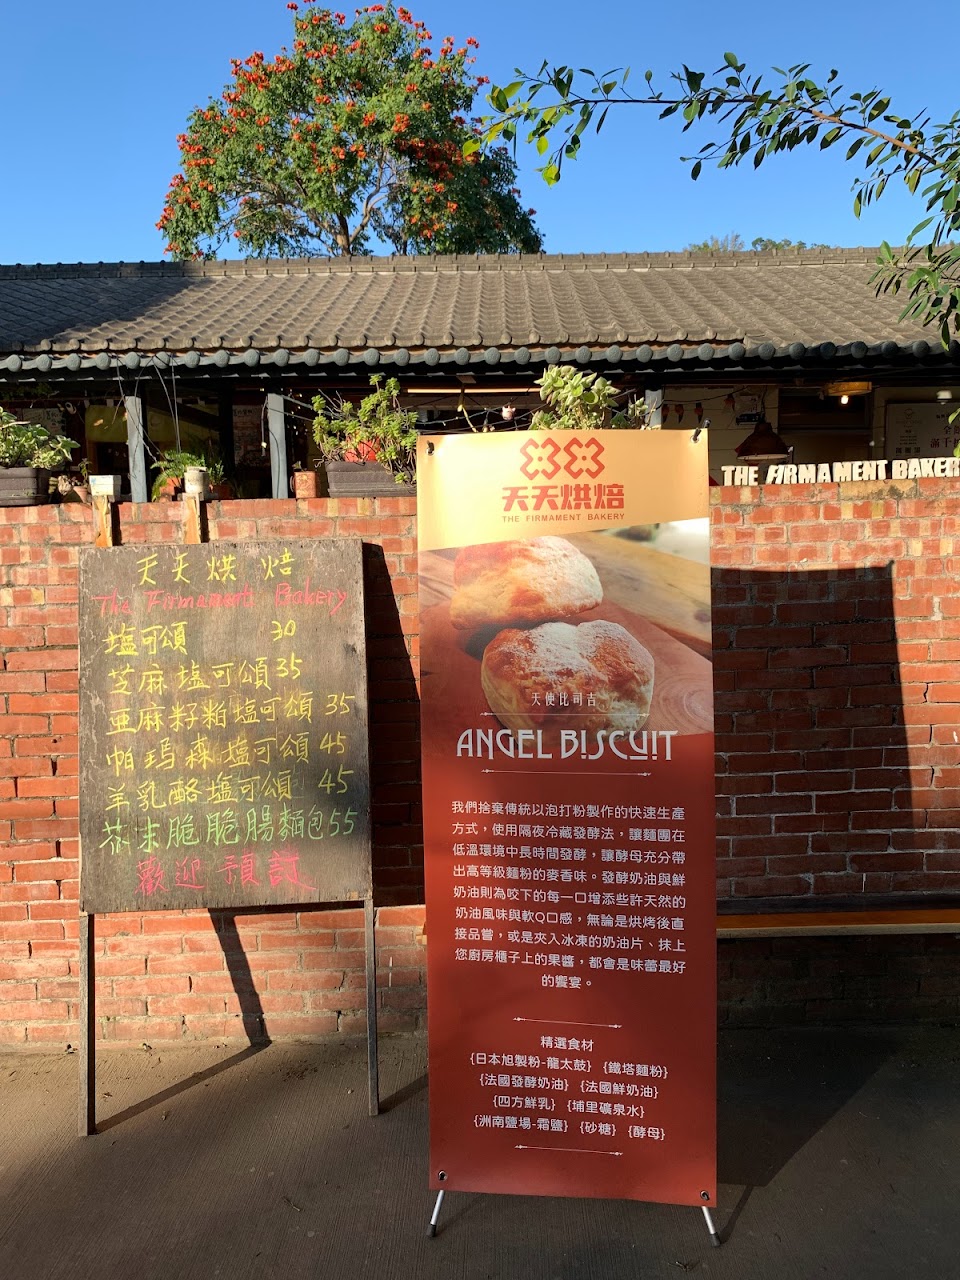 天天烘焙
The Firmament Bakery
塩可頌 30
芝麻塩可頌35
亜麻籽粕塩可頌 35
帕瑪森塩可頌 45
羊乳酪塩可頌 45
芥末脆脆腸麵包55
歡迎預訂
天天烘焙
THE FIRMAMENT BAKERY
天使比司吉
ANGEL BISCUIT
我們捨棄傳統以泡打粉製作的快速生產
方式，使用隔夜冷藏發酵法，讓麵團在
低溫環境中長時間發酵，讓酵母充分帶
出高等級麵粉的麥香味。發酵奶油與鮮
奶油則為咬下的每一口增添些許天然的
奶油風味與軟Q口感，無論是烘烤後直
接品嘗，或是夾入冰凍的奶油片、抹上
您廚房櫃子上的果醬，都會是味蕾最好
的饗宴。
精選食材
{日本旭製粉-龍太鼓} {鐵塔麵粉}
{法國發酵奶油} {法國鮮奶油}
{四方鮮乳} {埔里礦泉水}
{洲南鹽場-霜鹽} {砂糖} {酵母}
THE FIRMAMENT BAKERY